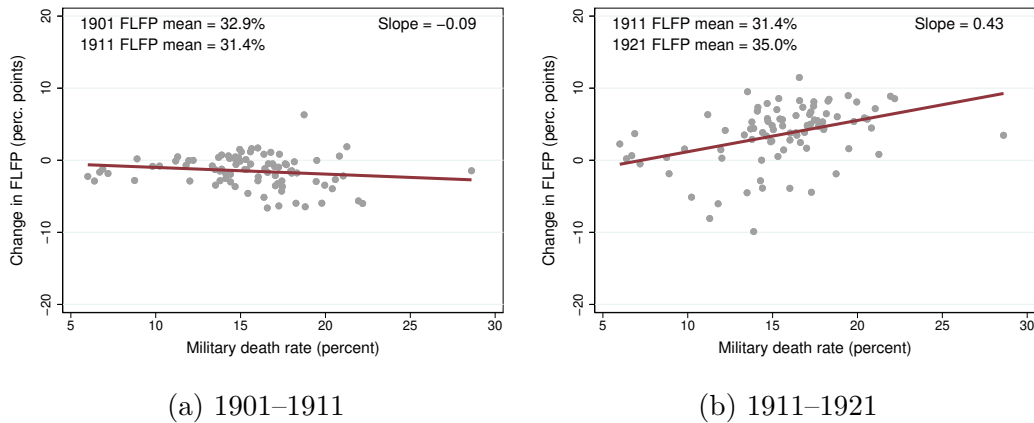 1901 FLFP mean = 32.9%
Slope = −0.09
1911 FLFP mean = 31.4%
Change in FLFP (perc. points)
10
0
−10
−20
20
5
10
15
20
25
30
Military death rate (percent)
(a) 1901–1911
1911 FLFP mean = 31.4%
Slope = 0.43
1921 FLFP mean = 35.0%
Change in FLFP (perc. points)
20
10
0
−10
−20
5
10
15
20
25
30
Military death rate (percent)
(b) 1911–1921